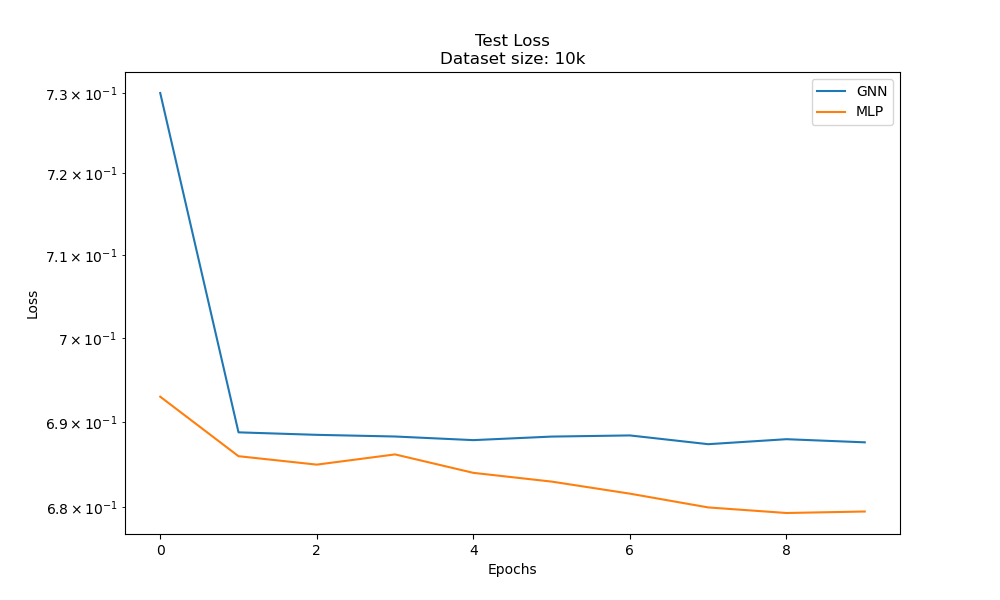 Test Loss
Dataset size: 10k
GNN
MLP
Loss
7.3 × 10⁻¹
7.2 × 10⁻¹
7.1 × 10⁻¹
7 × 10⁻¹
6.9 × 10⁻¹
6.8 × 10⁻¹
0 2 4 6 8
Epochs